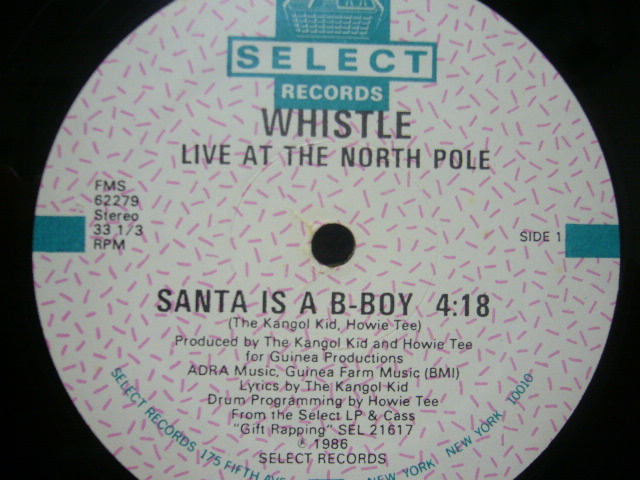 SELECT
RECORDS
WHISTLE
LIVE AT THE NORTH POLE
FMS
62279
Stereo
33 1/3
RPM
SIDE 1
SANTA IS A B-BOY 4:18
(The Kangol Kid, Howie Tee)
Produced by The Kangol Kid and Howie Tee
for Guinea Productions
ADRA Music, Guinea Farm Music (BMI)
Lyrics by The Kangol Kid
Drum Programming by Howie Tee
From the Select LP & Cass
"Gift Rapping" SEL 21617
℗ 1986
SELECT RECORDS
SELECT RECORDS 175 FIFTH NEW YORK, NEW YORK 10010